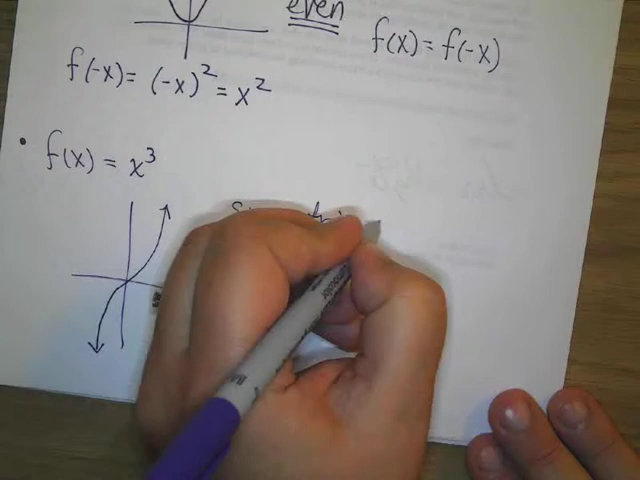 even
f(x) = f(-x)
f(-x) = (-x)² = x²
• f(x) = x³